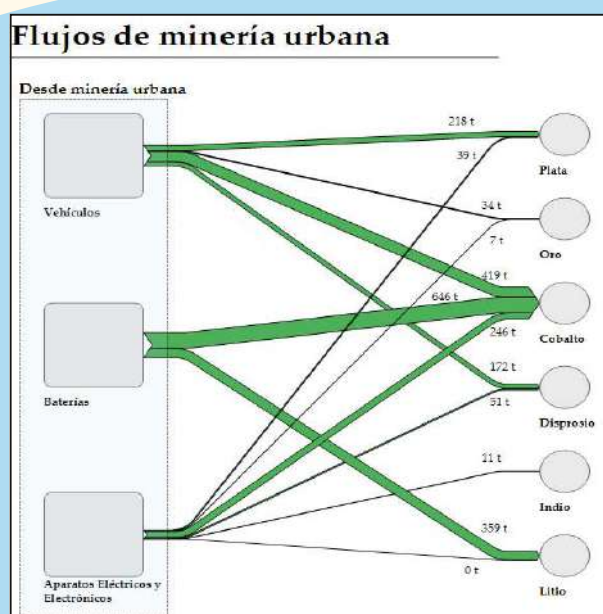 Flujos de minería urbana
Desde minería urbana
Vehículos
Baterías
Aparatos Eléctricos y
Electrónicos
218 t
39 t
Plata
34 t
7 t
Oro
419 t
646 t
246 t
Cobalto
172 t
51 t
Disprosio
11 t
Indio
359 t
0 t
Litio